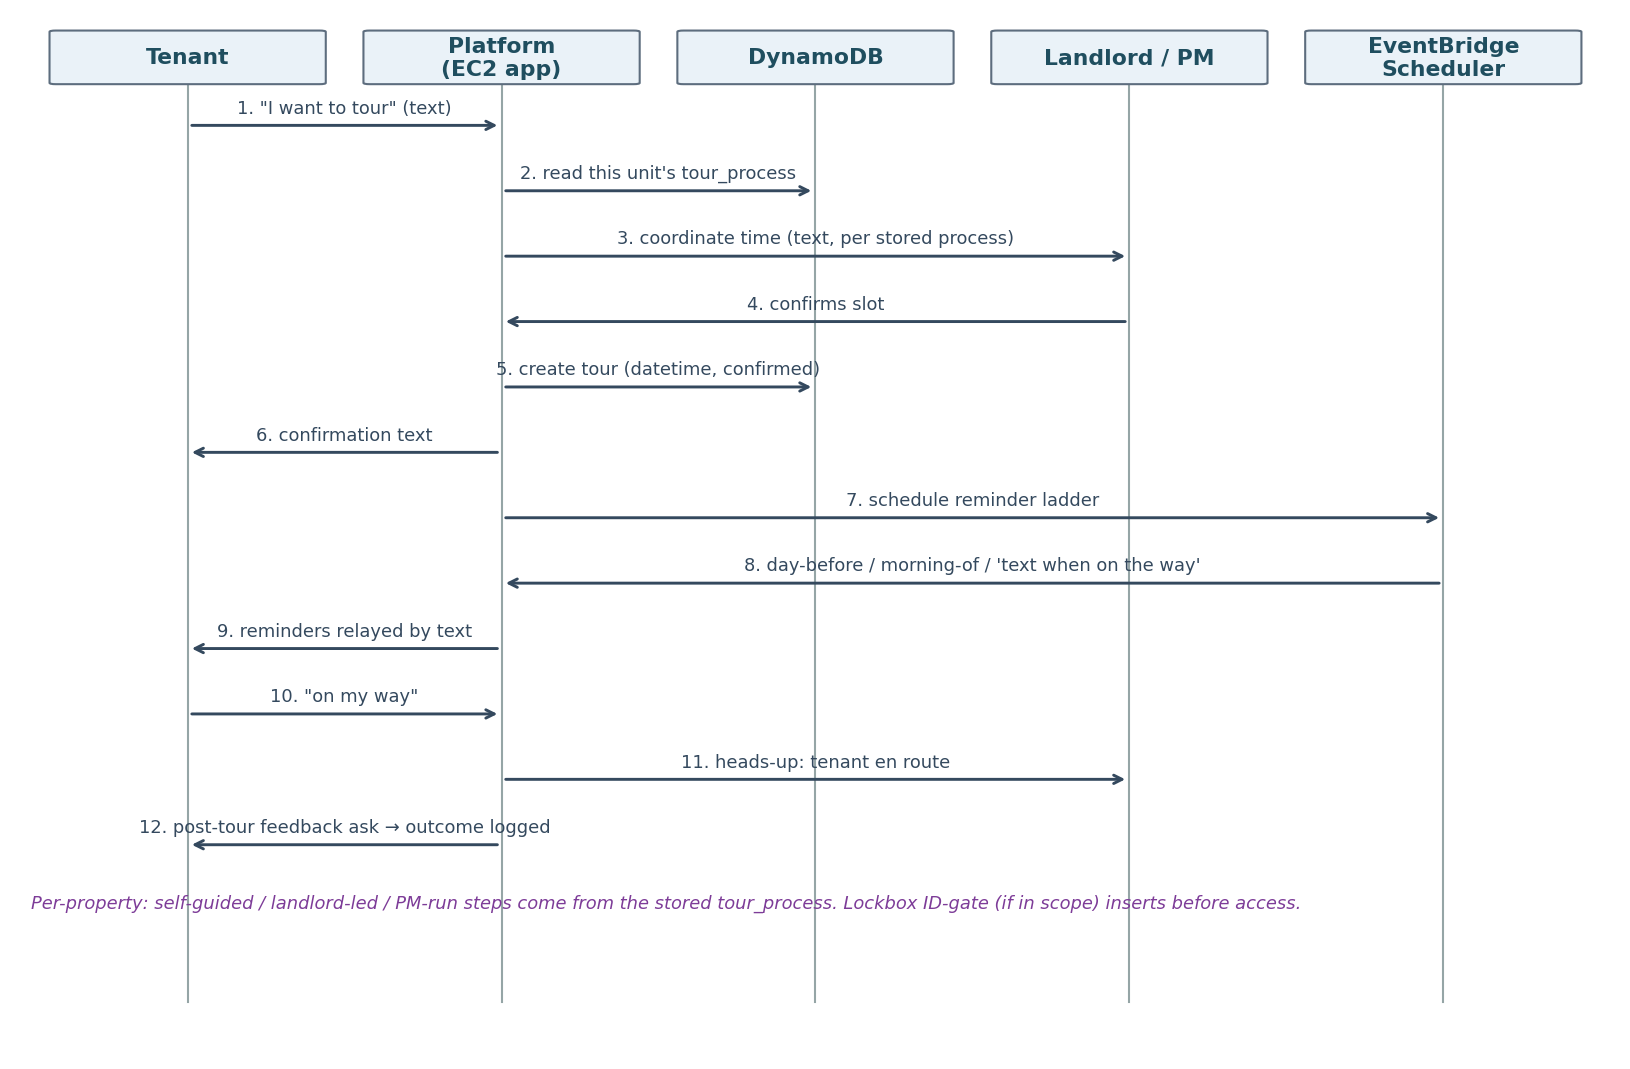 Tenant
Platform
(EC2 app)
DynamoDB
Landlord / PM
EventBridge
Scheduler
1. "I want to tour" (text)
2. read this unit's tour_process
3. coordinate time (text, per stored process)
4. confirms slot
5. create tour (datetime, confirmed)
6. confirmation text
7. schedule reminder ladder
8. day-before / morning-of / 'text when on the way'
9. reminders relayed by text
10. "on my way"
11. heads-up: tenant en route
12. post-tour feedback ask → outcome logged
Per-property: self-guided / landlord-led / PM-run steps come from the stored tour_process. Lockbox ID-gate (if in scope) inserts before access.